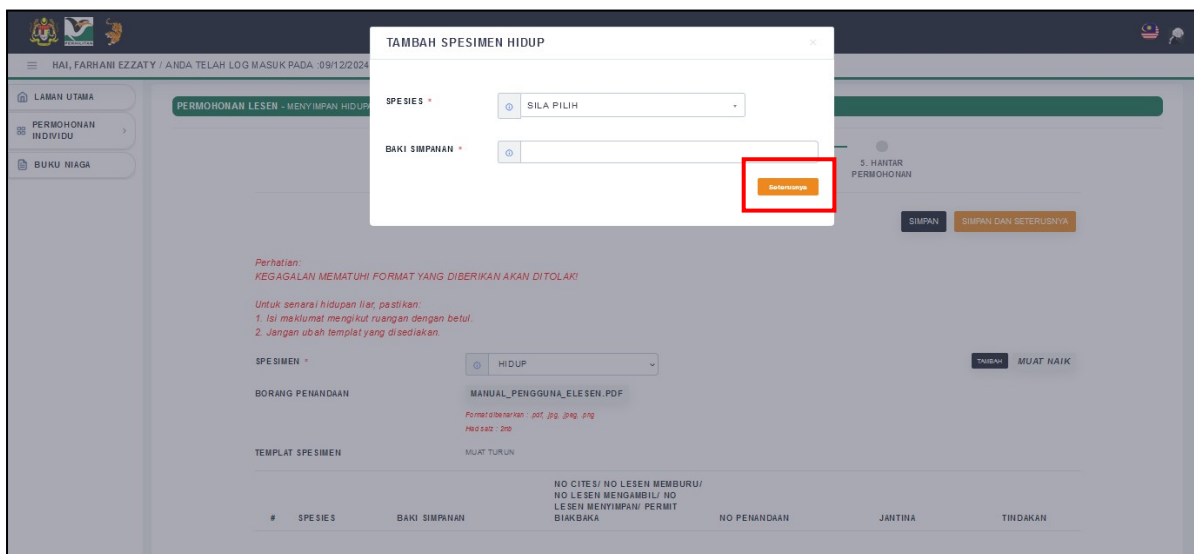 TAMBAH SPESIMEN HIDUP
×
HAI, FARHANI EZZATY / ANDA TELAH LOG MASUK PADA :09/12/2024
LAMAN UTAMA
PERMOHONAN
INDIVIDU
BUKU NIAGA
PERMOHONAN LESEN - MENYIMPAN HIDUP
SPESIES *
SILA PILIH
BAKI SIMPANAN *
Seterusnya
5. HANTAR
PERMOHONAN
SIMPAN
SIMPAN DAN SETERUSNYA
Perhatian:
KEGAGALAN MEMATUHI FORMAT YANG DIBERIKAN AKAN DITOLAK!
Untuk senarai hidupan liar, pastikan:
1. Isi maklumat mengikut ruangan dengan betul.
2. Jangan ubah templat yang disediakan.
SPESIMEN *
HIDUP
TAMBAH
MUAT NAIK
BORANG PENANDAAN
MANUAL_PENGGUNA_ELESEN.PDF
Format dibenarkan : pdf, jpg, jpeg, png
Had saiz : 2mb
TEMPLAT SPESIMEN
MUAT TURUN
# SPESIES BAKI SIMPANAN
NO CITES/ NO LESEN MEMBURU/
NO LESEN MENGAMBIL/ NO
LESEN MENYIMPAN/ PERMIT
BIAKBAKA
NO PENANDAAN JANTINA TINDAKAN